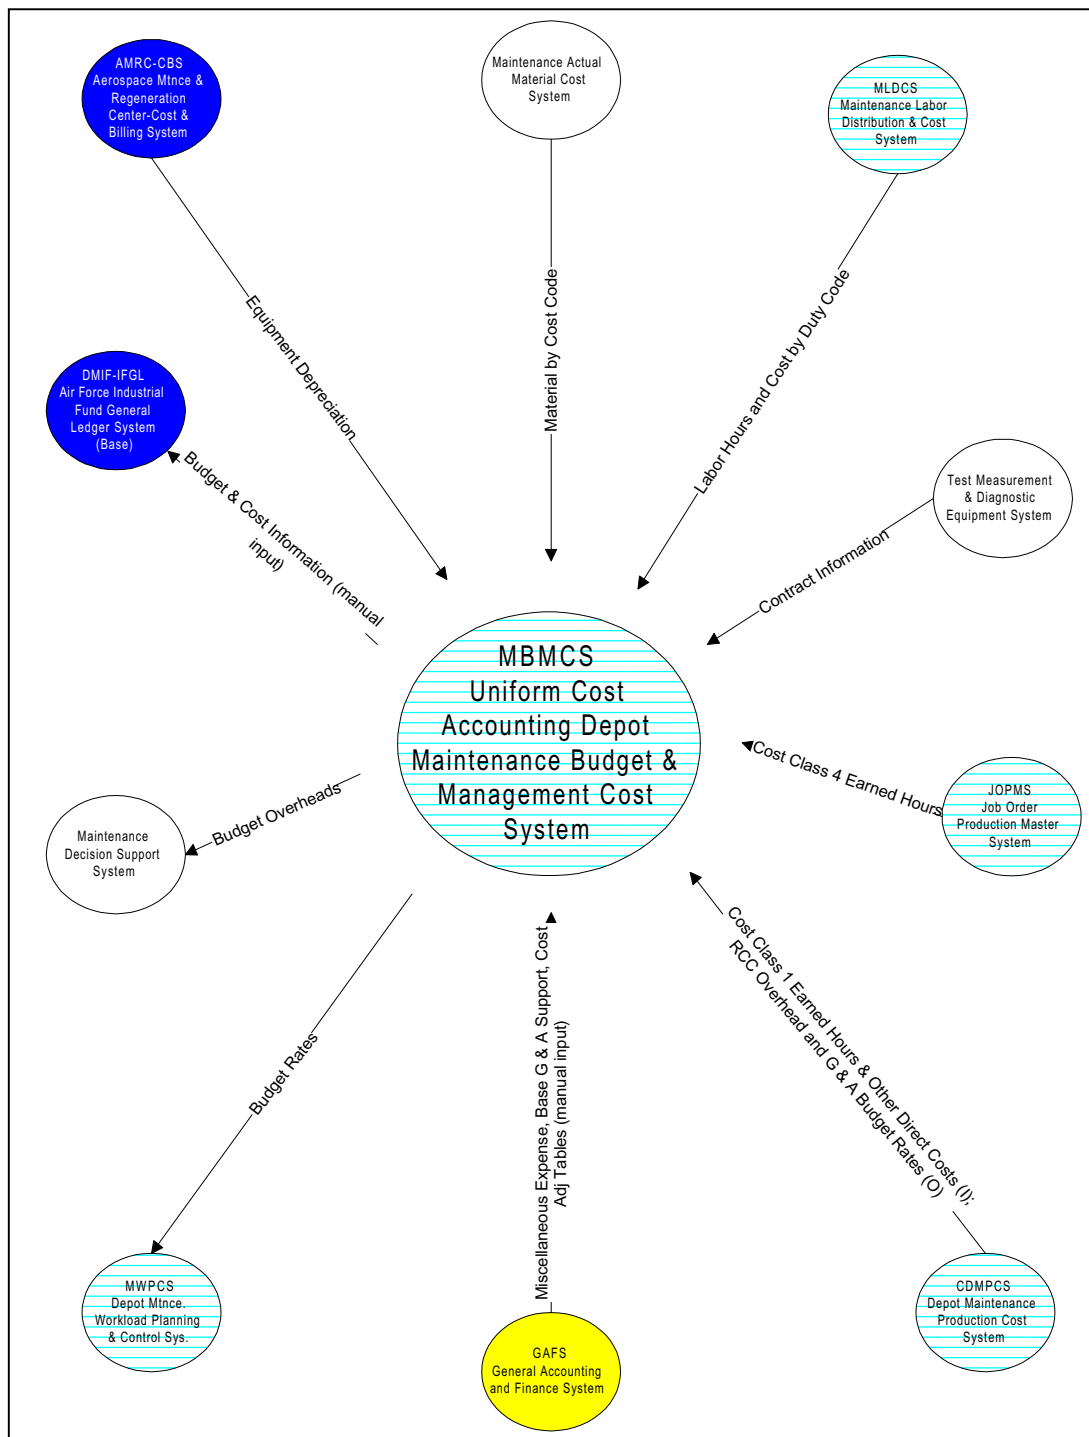 AMRC-CBS
Aerospace Mtnce &
Regeneration
Center-Cost &
Billing System
Maintenance Actual
Material Cost
System
MLDCS
Maintenance Labor
Distribution & Cost
System
Equipment Depreciation
Material by Cost Code
Labor Hours and Cost by Duty Code
DMIF-IFGL
Air Force Industrial
Fund General
Ledger System
(Base)
Budget & Cost Information (manual
input)
Test Measurement
& Diagnostic
Equipment System
Contract Information
MBMCS
Uniform Cost
Accounting Depot
Maintenance Budget &
Management Cost
System
Cost Class 4 Earned Hours
JOPMS
Job Order
Production Master
System
Budget Overheads
Maintenance
Decision Support
System
Budget Rates
Miscellaneous Expense, Base G & A Support, Cost
Adj Tables (manual input)
Cost Class 1 Earned Hours & Other Direct Costs (I);
RCC Overhead and G & A Budget Rates (O)
MWPCS
Depot Mtnce.
Workload Planning
& Control Sys.
GAFS
General Accounting
and Finance System
CDMPCS
Depot Maintenance
Production Cost
System